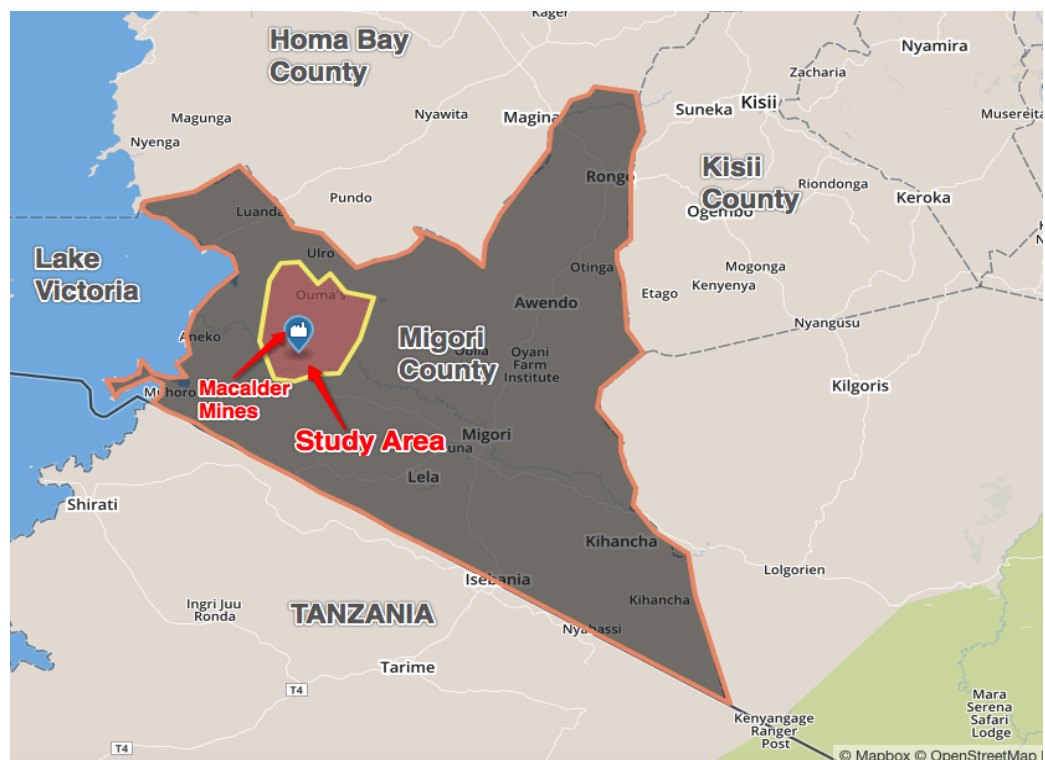 Kager
Homa Bay
County
Nyamira
Zacharia
Magunga
Nyawita
Magina
Suneka
Kisii
Musereita
Nyenga
Kisii
County
Rongo
Riondonga
Pundo
Keroka
Luanda
Ogembo
Lake
Victoria
Ulro
Otinga
Mogonga
Kenyenya
Etago
Ouma's
Awendo
Nyangusu
Aneko
Migori
County
Oblla
Oyani
Farm
Institute
Macalder
Mines
Muhoro
Kilgoris
Study Area
Migori
una
Lela
Shirati
Kihancha
Lolgorien
Isebania
Ingri Juu
Ronda
TANZANIA
Kihancha
Nyabassi
Tarime
T4
Mara
Serena
Safari
Lodge
Kenyangage
Ranger
Post
T4
© Mapbox © OpenStreetMap